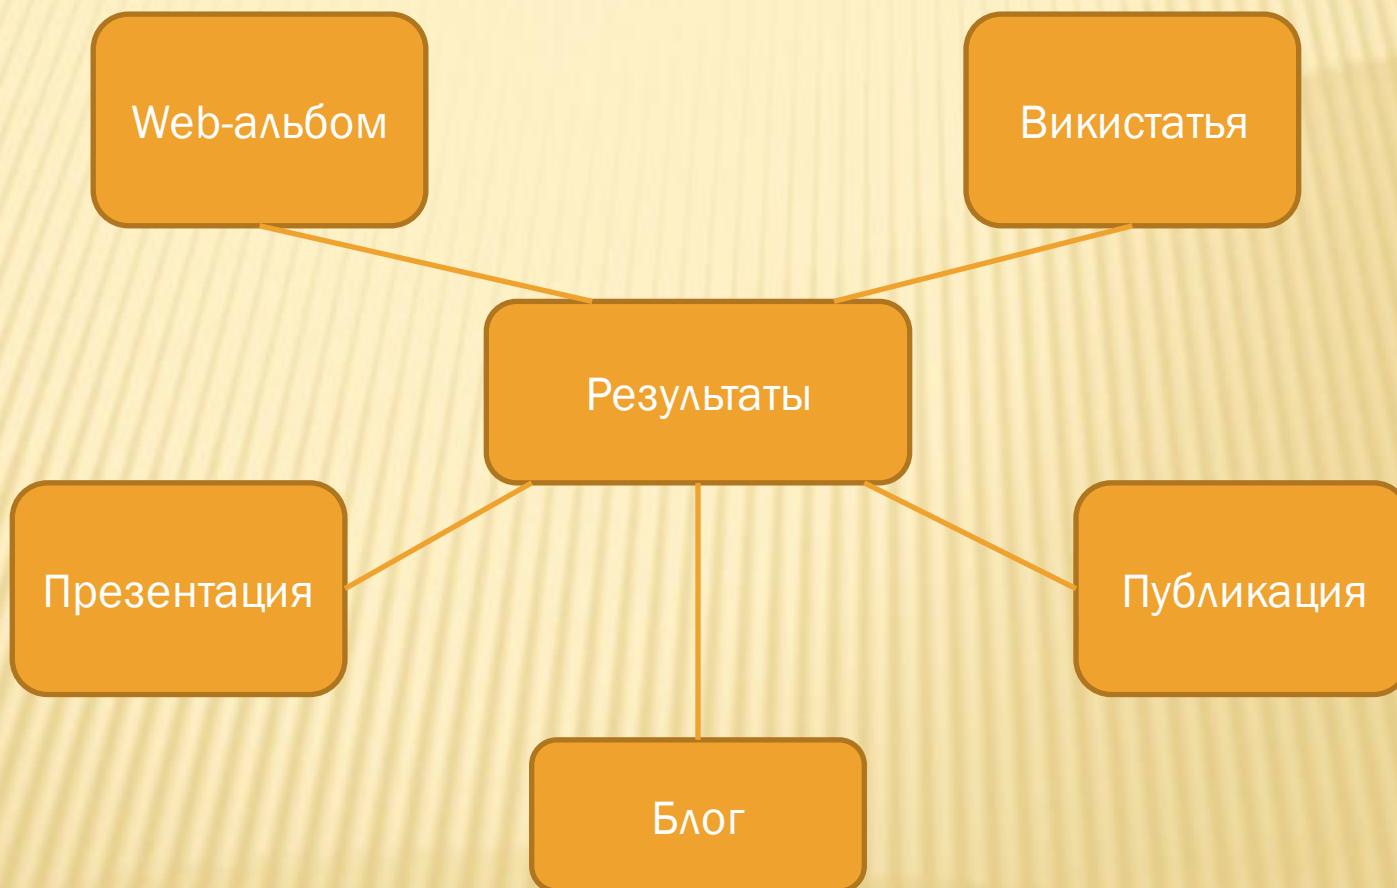 Web-альбом
Викистатья
Результаты
Презентация
Публикация
Блог